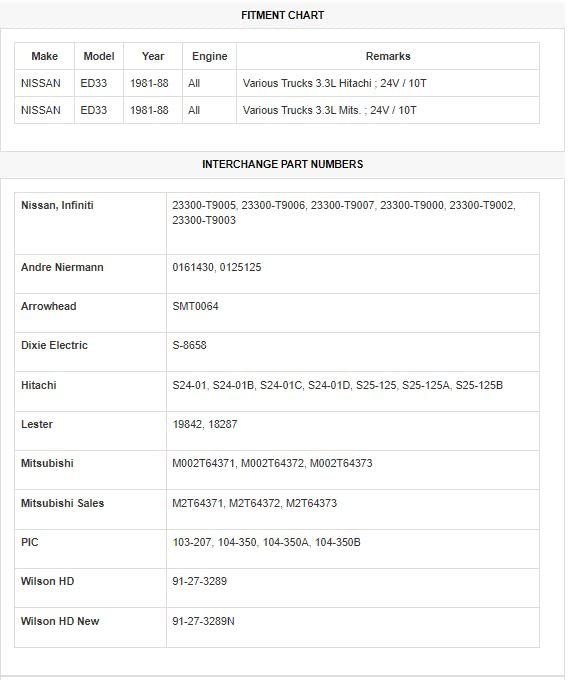 FITMENT CHART
Make Model Year Engine Remarks
NISSAN ED33 1981-88 All Various Trucks 3.3L Hitachi ; 24V / 10T
NISSAN ED33 1981-88 All Various Trucks 3.3L Mits. ; 24V / 10T
INTERCHANGE PART NUMBERS
Nissan, Infiniti 23300-T9005, 23300-T9006, 23300-T9007, 23300-T9000, 23300-T9002,
23300-T9003
Andre Niermann 0161430, 0125125
Arrowhead SMT0064
Dixie Electric S-8658
Hitachi S24-01, S24-01B, S24-01C, S24-01D, S25-125, S25-125A, S25-125B
Lester 19842, 18287
Mitsubishi M002T64371, M002T64372, M002T64373
Mitsubishi Sales M2T64371, M2T64372, M2T64373
PIC 103-207, 104-350, 104-350A, 104-350B
Wilson HD 91-27-3289
Wilson HD New 91-27-3289N